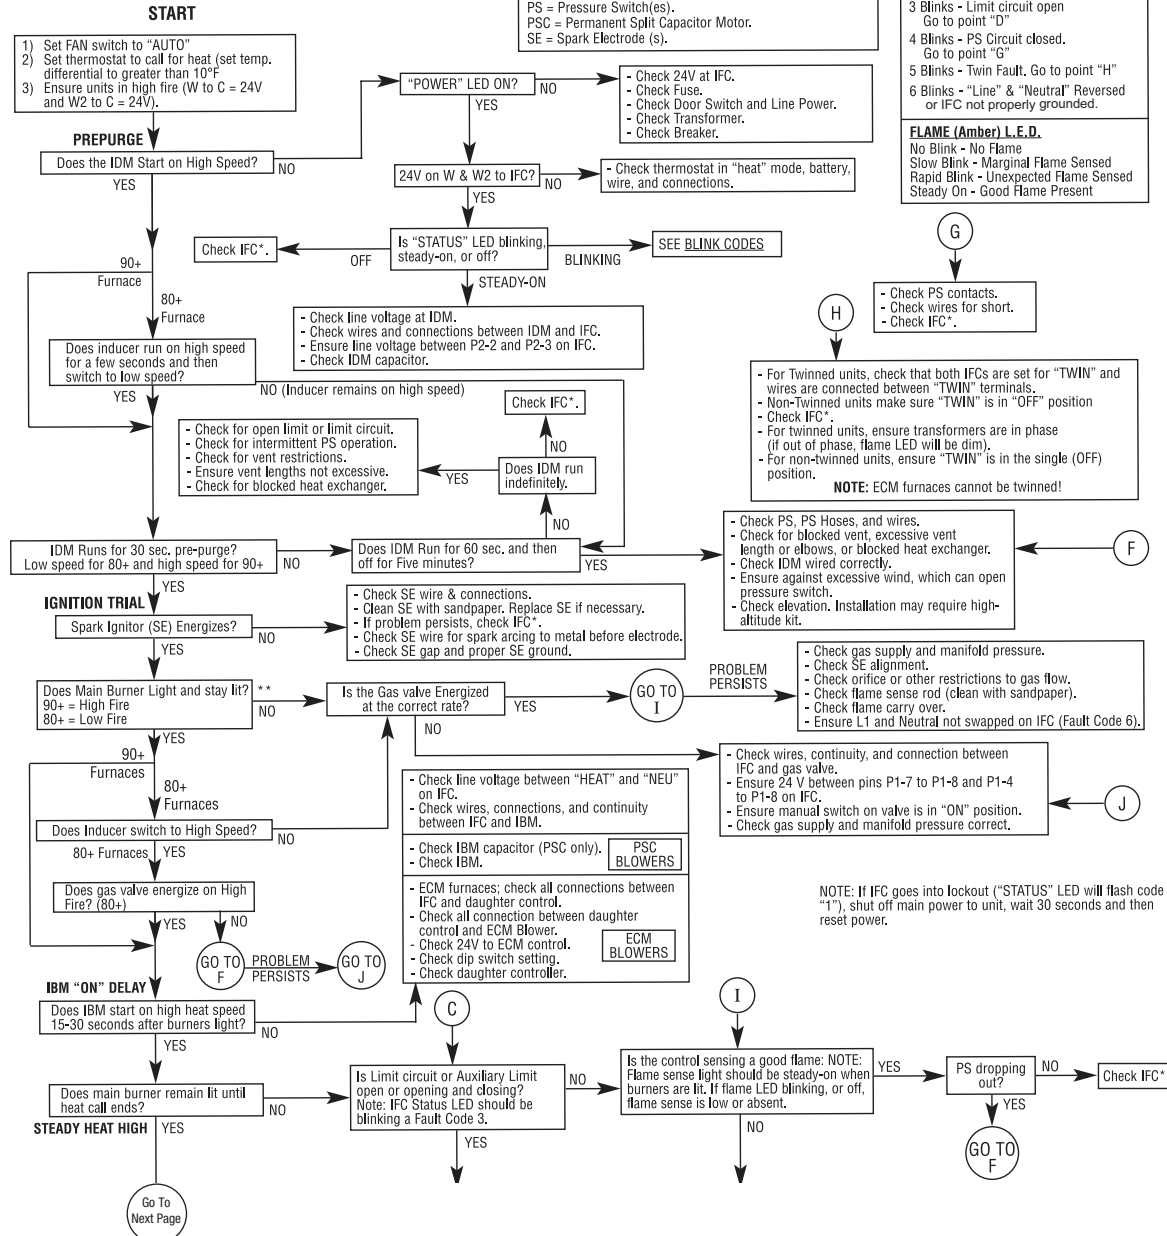 START
1) Set FAN switch to “AUTO”
2) Set thermostat to call for heat (set temp.
differential to greater than 10°F
3) Ensure units in high fire (W to C = 24V
and W2 to C = 24V).
PS = Pressure Switch(es).
PSC = Permanent Split Capacitor Motor.
SE = Spark Electrode (s).
3 Blinks - Limit circuit open
Go to point “D”
4 Blinks - PS Circuit closed.
Go to point “G”
5 Blinks - Twin Fault. Go to point “H”
6 Blinks - “Line” & “Neutral” Reversed
or IFC not properly grounded.
FLAME (Amber) L.E.D.
No Blink - No Flame
Slow Blink - Marginal Flame Sensed
Rapid Blink - Unexpected Flame Sensed
Steady On - Good Flame Present
“POWER” LED ON?
NO
YES
- Check 24V at IFC.
- Check Fuse.
- Check Door Switch and Line Power.
- Check Transformer.
- Check Breaker.
PREPURGE
Does the IDM Start on High Speed?
NO
YES
24V on W & W2 to IFC?
NO
YES
- Check thermostat in “heat” mode, battery,
wire, and connections.
Check IFC*.
OFF
Is “STATUS” LED blinking,
steady-on, or off?
BLINKING
SEE BLINK CODES
STEADY-ON
- Check line voltage at IDM.
- Check wires and connections between IDM and IFC.
- Ensure line voltage between P2-2 and P2-3 on IFC.
- Check IDM capacitor.
G
- Check PS contacts.
- Check wires for short.
- Check IFC*.
H
- For Twinned units, check that both IFCs are set for “TWIN” and
wires are connected between “TWIN” terminals.
- Non-Twinned units make sure “TWIN” is in “OFF” position
- Check IFC*.
- For twinned units, ensure transformers are in phase
(if out of phase, flame LED will be dim).
- For non-twinned units, ensure “TWIN” is in the single (OFF)
position.
NOTE: ECM furnaces cannot be twinned!
90+
Furnace
80+
Furnace
Does inducer run on high speed
for a few seconds and then
switch to low speed?
NO (Inducer remains on high speed)
YES
- Check for open limit or limit circuit.
- Check for intermittent PS operation.
- Check for vent restrictions.
- Ensure vent lengths not excessive.
- Check for blocked heat exchanger.
Check IFC*.
NO
YES
Does IDM run
indefinitely.
NO
IDM Runs for 30 sec. pre-purge?
Low speed for 80+ and high speed for 90+
NO
YES
Does IDM Run for 60 sec. and then
off for Five minutes?
YES
- Check PS, PS Hoses, and wires.
- Check for blocked vent, excessive vent
length or elbows, or blocked heat exchanger.
- Check IDM wired correctly.
- Ensure against excessive wind, which can open
pressure switch.
- Check elevation. Installation may require high-
altitude kit.
F
IGNITION TRIAL
Spark Ignitor (SE) Energizes?
NO
YES
- Check SE wire & connections.
- Clean SE with sandpaper. Replace SE if necessary.
- If problem persists, check IFC*.
- Check SE wire for spark arcing to metal before electrode.
- Check SE gap and proper SE ground.
Does Main Burner Light and stay lit?
90+ = High Fire
80+ = Low Fire
**
NO
YES
Is the Gas valve Energized
at the correct rate?
YES
NO
GO TO
I
PROBLEM
PERSISTS
- Check gas supply and manifold pressure.
- Check SE alignment.
- Check orifice or other restrictions to gas flow.
- Check flame sense rod (clean with sandpaper).
- Check flame carry over.
- Ensure L1 and Neutral not swapped on IFC (Fault Code 6).
- Check wires, continuity, and connection between
IFC and gas valve.
- Ensure 24 V between pins P1-7 to P1-8 and P1-4
to P1-8 on IFC.
- Ensure manual switch on valve is in “ON” position.
- Check gas supply and manifold pressure correct.
J
90+
Furnaces
80+
Furnaces
Does Inducer switch to High Speed?
NO
80+ Furnaces YES
Does gas valve energize on High
Fire? (80+)
YES
NO
GO TO
F
PROBLEM
PERSISTS
GO TO
J
- Check line voltage between “HEAT” and “NEU”
on IFC.
- Check wires, connections, and continuity
between IFC and IBM.
- Check IBM capacitor (PSC only).
- Check IBM.
PSC
BLOWERS
- ECM furnaces; check all connections between
IFC and daughter control.
- Check all connection between daughter
control and ECM Blower.
- Check 24V to ECM control.
- Check dip switch setting.
- Check daughter controller.
ECM
BLOWERS
NOTE: If IFC goes into lockout (“STATUS” LED will flash code
“1”), shut off main power to unit, wait 30 seconds and then
reset power.
IBM “ON” DELAY
Does IBM start on high heat speed
15-30 seconds after burners light?
NO
YES
Does main burner remain lit until
heat call ends?
NO
STEADY HEAT HIGH
YES
Go To
Next Page
C
Is Limit circuit or Auxiliary Limit
open or opening and closing?
Note: IFC Status LED should be
blinking a Fault Code 3.
NO
YES
I
Is the control sensing a good flame: NOTE:
Flame sense light should be steady-on when
burners are lit. If flame LED blinking, or off,
flame sense is low or absent.
YES
NO
PS dropping
out?
NO
YES
Check IFC*
GO TO
F